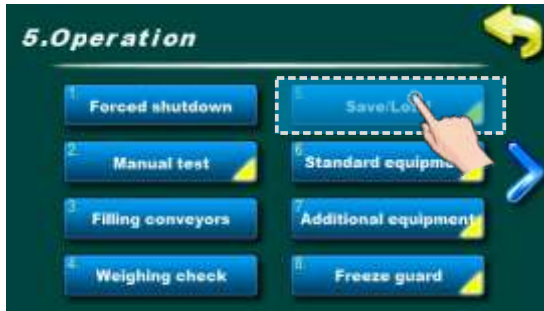 5.Operation
1. Forced shutdown
2. Manual test
3. Filling conveyors
4. Weighing check
5.
6. Standard
7. Additional equipment
8. Freeze guard